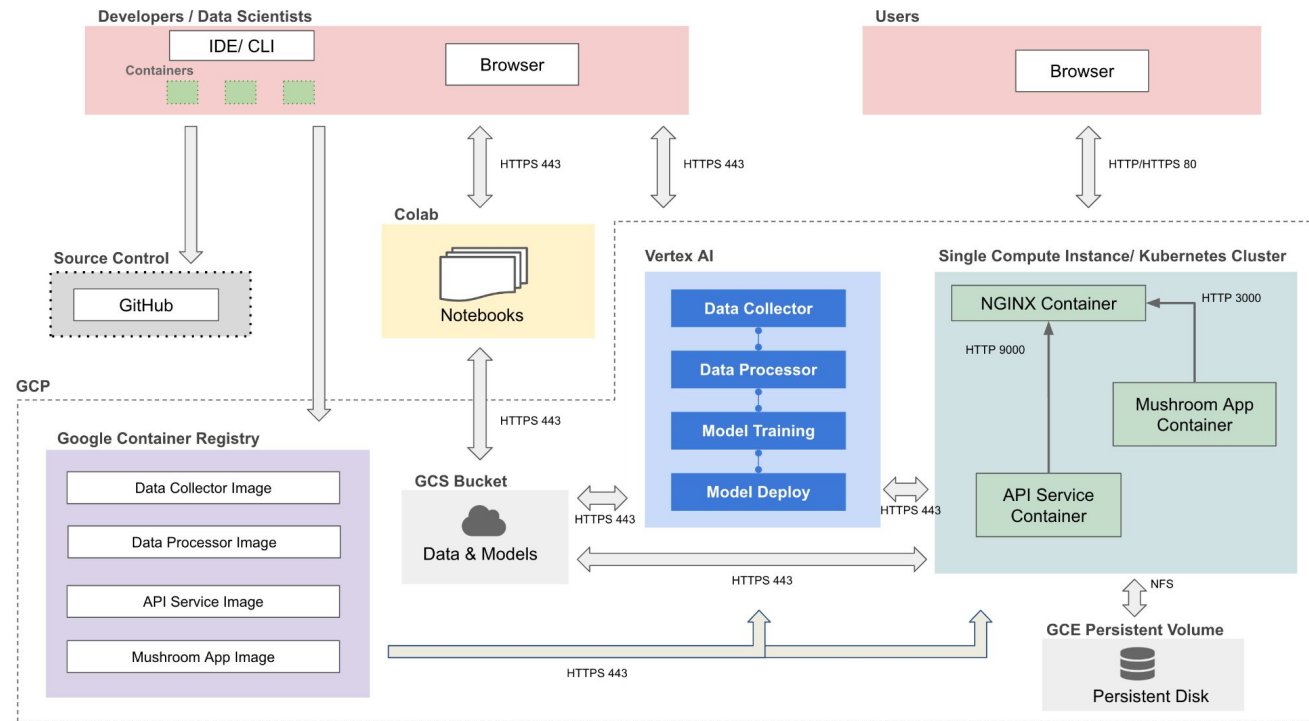 Developers / Data Scientists
IDE/ CLI
Containers
Browser
Users
Browser
HTTPS 443
HTTPS 443
HTTP/HTTPS 80
Colab
Notebooks
Source Control
GitHub
Vertex AI
Data Collector
Data Processor
Model Training
Model Deploy
Single Compute Instance/ Kubernetes Cluster
NGINX Container
HTTP 3000
HTTP 9000
Mushroom App
Container
API Service
Container
GCP
HTTPS 443
Google Container Registry
Data Collector Image
Data Processor Image
API Service Image
Mushroom App Image
GCS Bucket
Data & Models
HTTPS 443
HTTPS 443
HTTPS 443
NFS
GCE Persistent Volume
Persistent Disk
HTTPS 443